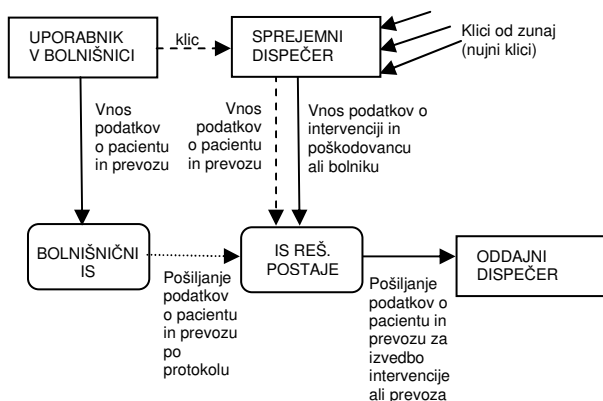 UPORABNIK
V BOLNIŠNICI
klic
SPREJEMNI
DISPEČER
Klici od zunaj
(nujni klici)
Vnos
podatkov
o pacientu
in prevozu
Vnos
podatkov
o pacientu
in prevozu
Vnos podatkov o
intervenciji in
poškodovancu
ali bolniku
BOLNIŠNIČNI
IS
IS REŠ.
POSTAJE
ODDAJNI
DISPEČER
Pošiljanje
podatkov
o pacientu
in prevozu
po
protokolu
Pošiljanje
podatkov o
pacientu in
prevozu za
izvedbo
intervencije
ali prevoza